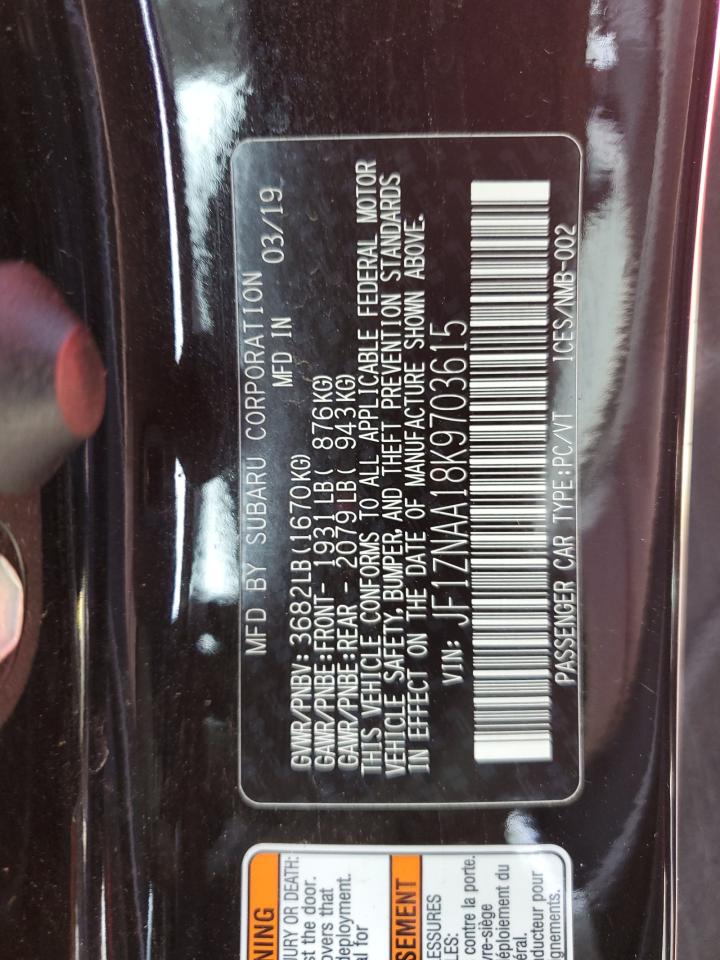 MFD BY SUBARU CORPORATION
MFD IN 03/19
GVWR/PNBV: 3682LB(1670KG)
GAWR/PNBE:FRONT- 1931LB( 876KG)
GAWR/PNBE:REAR - 2079LB( 943KG)
THIS VEHICLE CONFORMS TO ALL APPLICABLE FEDERAL MOTOR
VEHICLE SAFETY, BUMPER, AND THEFT PREVENTION STANDARDS
IN EFFECT ON THE DATE OF MANUFACTURE SHOWN ABOVE.
VIN: JF1ZNAA18K9703615
PASSENGER CAR TYPE:PC/VT ICES/NMB-002
NING
JURY OR DEATH:
st the door.
overs that
deployment.
al for
SEMENT
LESSURES
LES:
contre la porte.
vre-siège
éploiement du
éral.
nducteur pour
gnements.